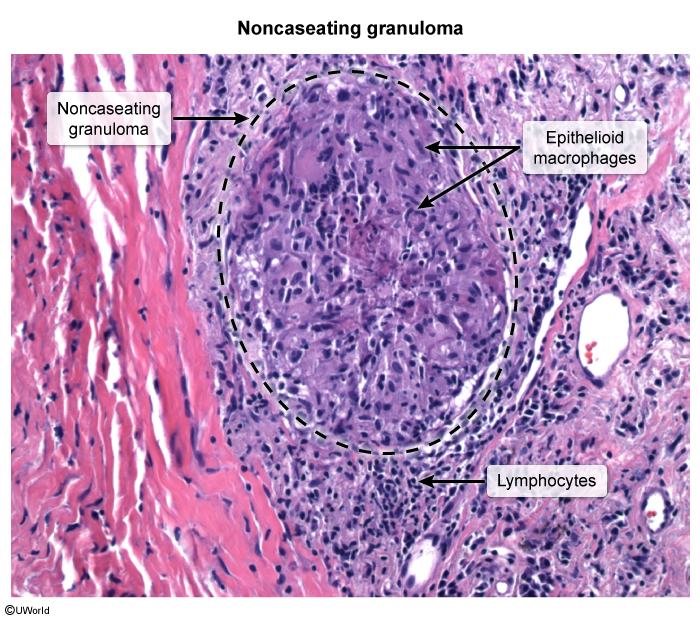 Noncaseating granuloma
Noncaseating
granuloma
Epithelioid
macrophages
Lymphocytes
©UWorld